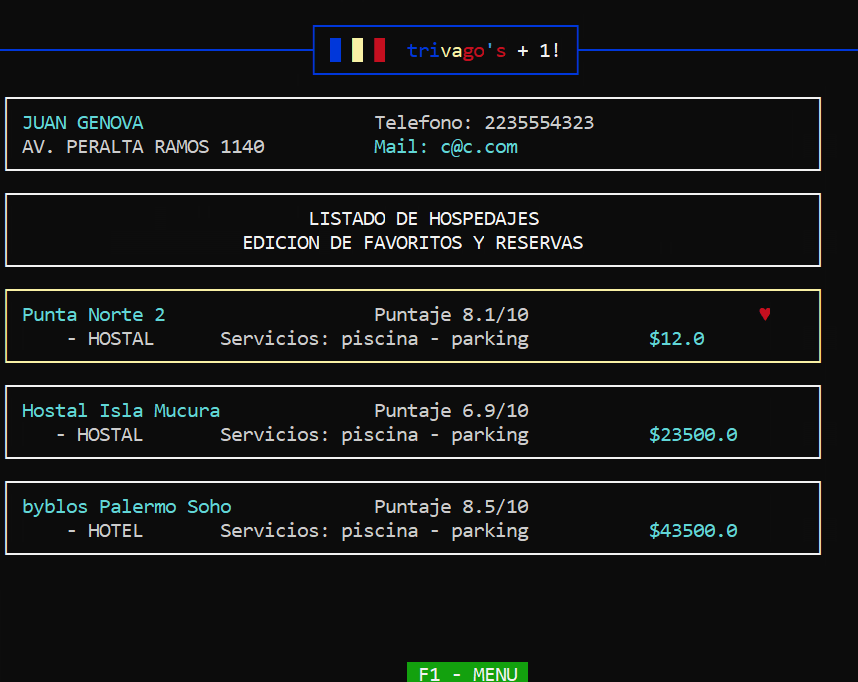 trivago's + 1!
JUAN GENOVA Telefono: 2235554323
AV. PERALTA RAMOS 1140 Mail: c@c.com
LISTADO DE HOSPEDAJES
EDICION DE FAVORITOS Y RESERVAS
Punta Norte 2 Puntaje 8.1/10 ♥
- HOSTAL Servicios: piscina - parking $12.0
Hostal Isla Mucura Puntaje 6.9/10
- HOSTAL Servicios: piscina - parking $23500.0
byblos Palermo Soho Puntaje 8.5/10
- HOTEL Servicios: piscina - parking $43500.0
F1 - MENU